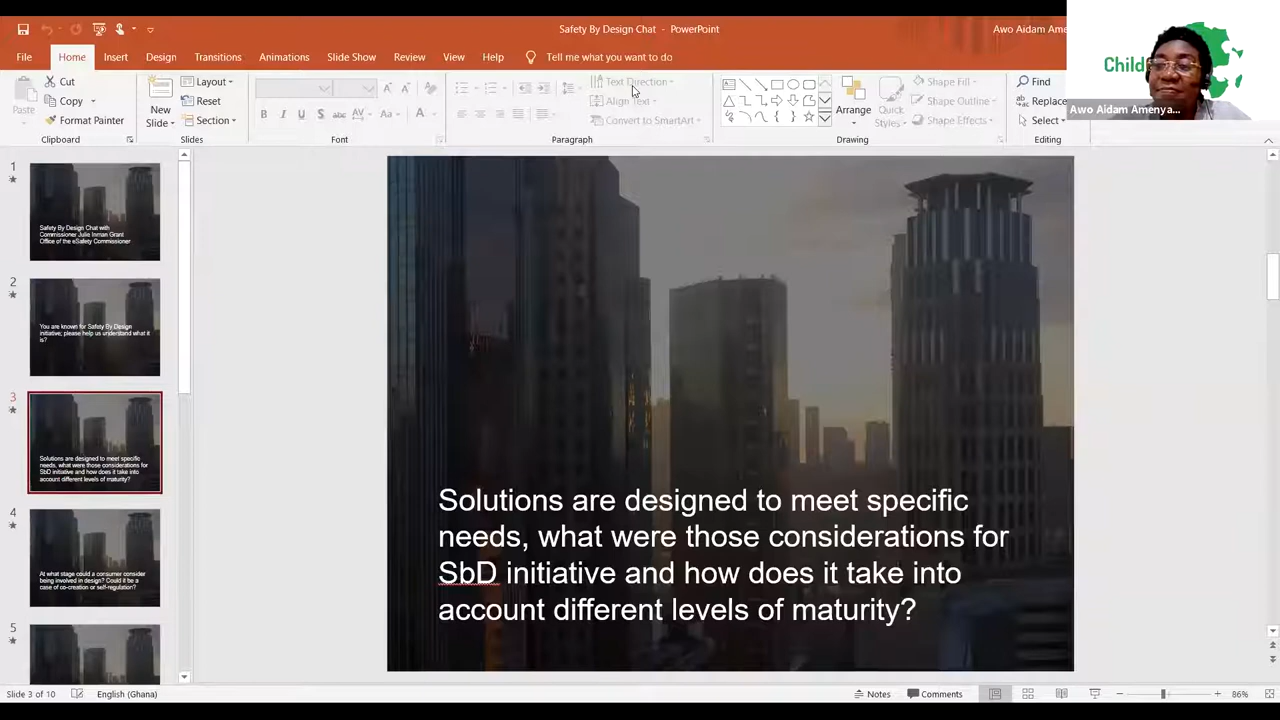 Safety By Design Chat - PowerPoint
Awo Aidam Ame
File Home Insert Design Transitions Animations Slide Show Review View Help Tell me what you want to do
Child
Awo Aidam Amenya...
Paste
Cut
Copy
Format Painter
Clipboard
New Slide
Layout
Reset
Section
Slides
B I U S abc AV Aa A
Font
Text Direction
Align Text
Convert to SmartArt
Paragraph
Arrange
Quick Styles
Shape Fill
Shape Outline
Shape Effects
Drawing
Find
Replace
Select
Editing
1
Safety By Design Chat with
Commissioner Julie Inman Grant
Office of the eSafety Commissioner
2
You are known for Safety By Design
initiative; please help us understand what it
is?
3
Solutions are designed to meet specific
needs, what were those considerations for
SbD initiative and how does it take into
account different levels of maturity?
4
At what stage could a consumer consider
being involved in design? Could it be a
case of co-creation or self-regulation?
5
Solutions are designed to meet specific
needs, what were those considerations for
SbD initiative and how does it take into
account different levels of maturity?
Slide 3 of 10 English (Ghana) Notes Comments 86%